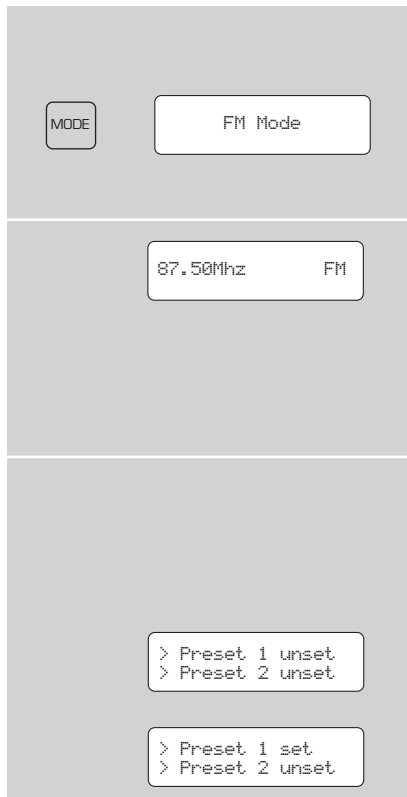 MODE
FM Mode
87.50Mhz FM
> Preset 1 unset
> Preset 2 unset
> Preset 1 set
> Preset 2 unset